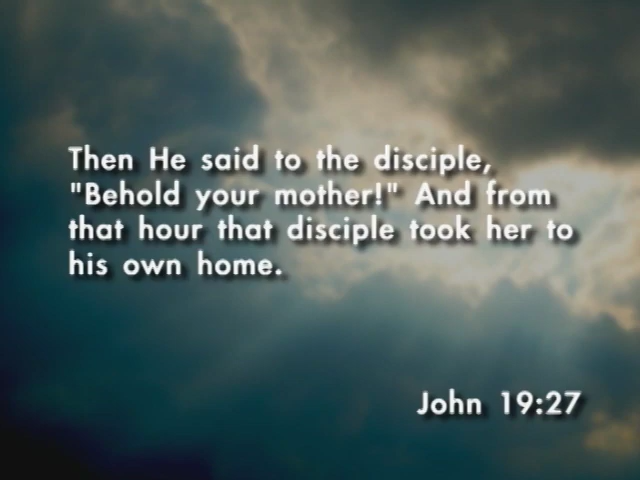 Then He said to the disciple,
"Behold your mother!" And from
that hour that disciple took her to
his own home.
John 19:27